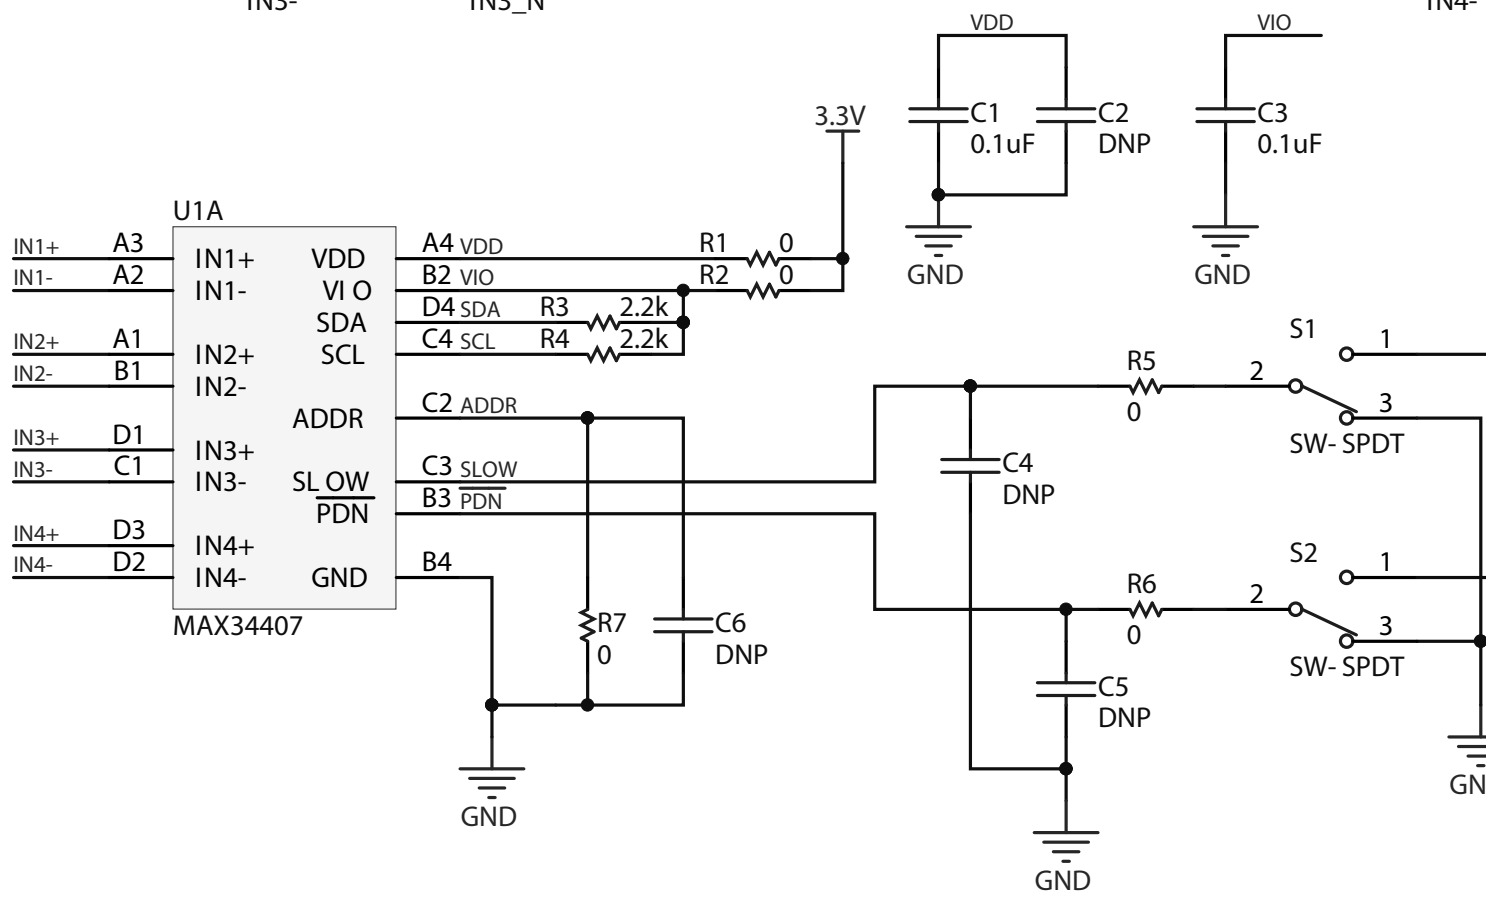 IN3- IN3_N IN4-
VDD VIO
C1 C2 C3
0.1uF DNP 0.1uF
GND GND
3.3V
U1A
IN1+ A3 IN1+ VDD A4 VDD R1 0
IN1- A2 IN1- VI O B2 VIO R2 0
SDA D4 SDA R3 2.2k
IN2+ A1 IN2+ SCL C4 SCL R4 2.2k
IN2- B1 IN2-
ADDR C2 ADDR
IN3+ D1 IN3+
IN3- C1 IN3- SL OW C3 SLOW
PDN B3 PDN
IN4+ D3 IN4+
IN4- D2 IN4- GND B4
MAX34407
R7
0
C6
DNP
GND
S1 1
R5 2
0 3
SW- SPDT
C4
DNP
S2 1
R6 2
0 3
SW- SPDT
C5
DNP
GN
GND